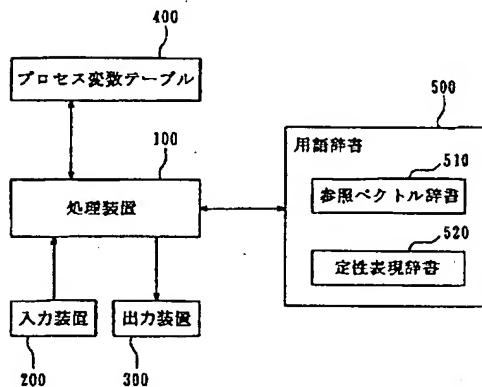 400
プロセス変数テーブル
500
100
用語辞書
510
処理装置
参照ベクトル辞書
520
定性表現辞書
入力装置
出力装置
200
300